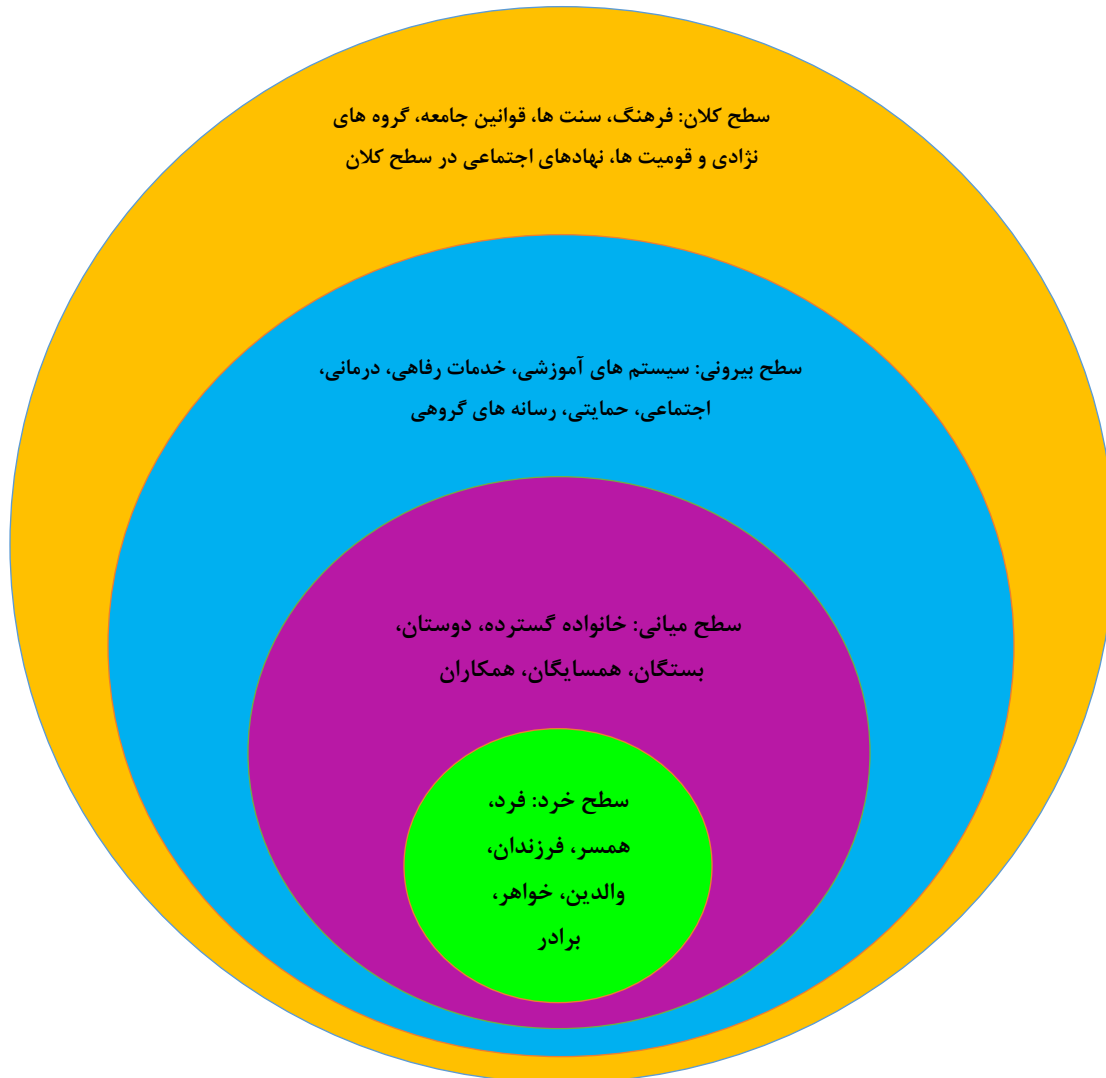 سطح کلان: فرهنگ، سنت ها، قوانین جامعه، گروه های
نژادی و قومیت ها، نهادهای اجتماعی در سطح کلان
سطح بیرونی: سیستم های آموزشی، خدمات رفاهی، درمانی،
اجتماعی، حمایتی، رسانه های گروهی
سطح میانی: خانواده گسترده، دوستان،
بستگان، همسایگان، همکاران
سطح خرد: فرد،
همسر، فرزندان،
والدین، خواهر،
برادر